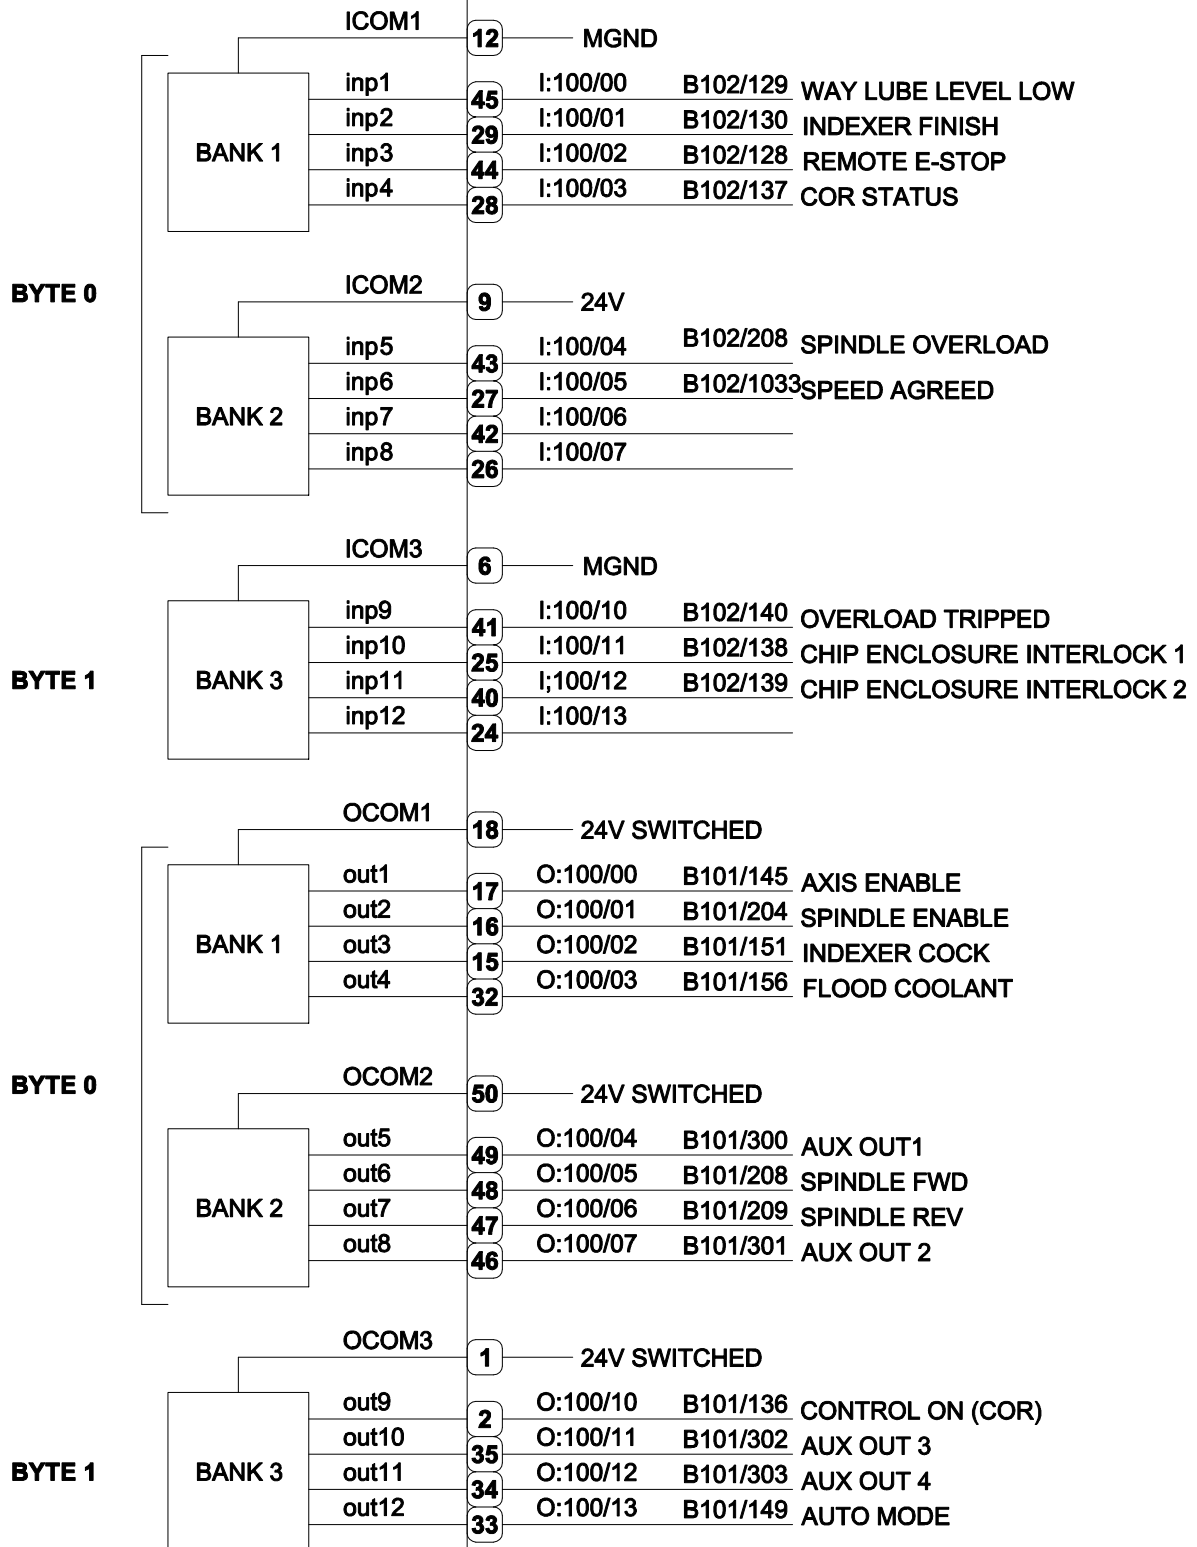 ICOM1 12 MGND
inp1 45 I:100/00 B102/129 WAY LUBE LEVEL LOW
inp2 29 I:100/01 B102/130 INDEXER FINISH
BANK 1 inp3 44 I:100/02 B102/128 REMOTE E-STOP
inp4 28 I:100/03 B102/137 COR STATUS
BYTE 0
ICOM2 9 24V
inp5 43 I:100/04 B102/208 SPINDLE OVERLOAD
inp6 27 I:100/05 B102/1033 SPEED AGREED
BANK 2 inp7 42 I:100/06
inp8 26 I:100/07
ICOM3 6 MGND
inp9 41 I:100/10 B102/140 OVERLOAD TRIPPED
inp10 25 I:100/11 B102/138 CHIP ENCLOSURE INTERLOCK 1
BYTE 1 BANK 3 inp11 40 I;100/12 B102/139 CHIP ENCLOSURE INTERLOCK 2
inp12 24 I:100/13
OCOM1 18 24V SWITCHED
out1 17 O:100/00 B101/145 AXIS ENABLE
out2 16 O:100/01 B101/204 SPINDLE ENABLE
BANK 1 out3 15 O:100/02 B101/151 INDEXER COCK
out4 32 O:100/03 B101/156 FLOOD COOLANT
BYTE 0
OCOM2 50 24V SWITCHED
out5 49 O:100/04 B101/300 AUX OUT1
out6 48 O:100/05 B101/208 SPINDLE FWD
BANK 2 out7 47 O:100/06 B101/209 SPINDLE REV
out8 46 O:100/07 B101/301 AUX OUT 2
OCOM3 1 24V SWITCHED
out9 2 O:100/10 B101/136 CONTROL ON (COR)
out10 35 O:100/11 B101/302 AUX OUT 3
BYTE 1 BANK 3 out11 34 O:100/12 B101/303 AUX OUT 4
out12 33 O:100/13 B101/149 AUTO MODE